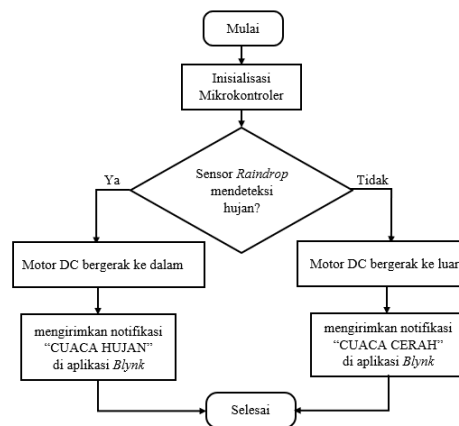 Mulai
Inisialisasi
Mikrokontroler
Sensor Raindrop
mendeteksi
hujan?
Ya
Tidak
Motor DC bergerak ke dalam
Motor DC bergerak ke luar
mengirimkan notifikasi
“CUACA HUJAN”
di aplikasi Blynk
mengirimkan notifikasi
“CUACA CERAH”
di aplikasi Blynk
Selesai